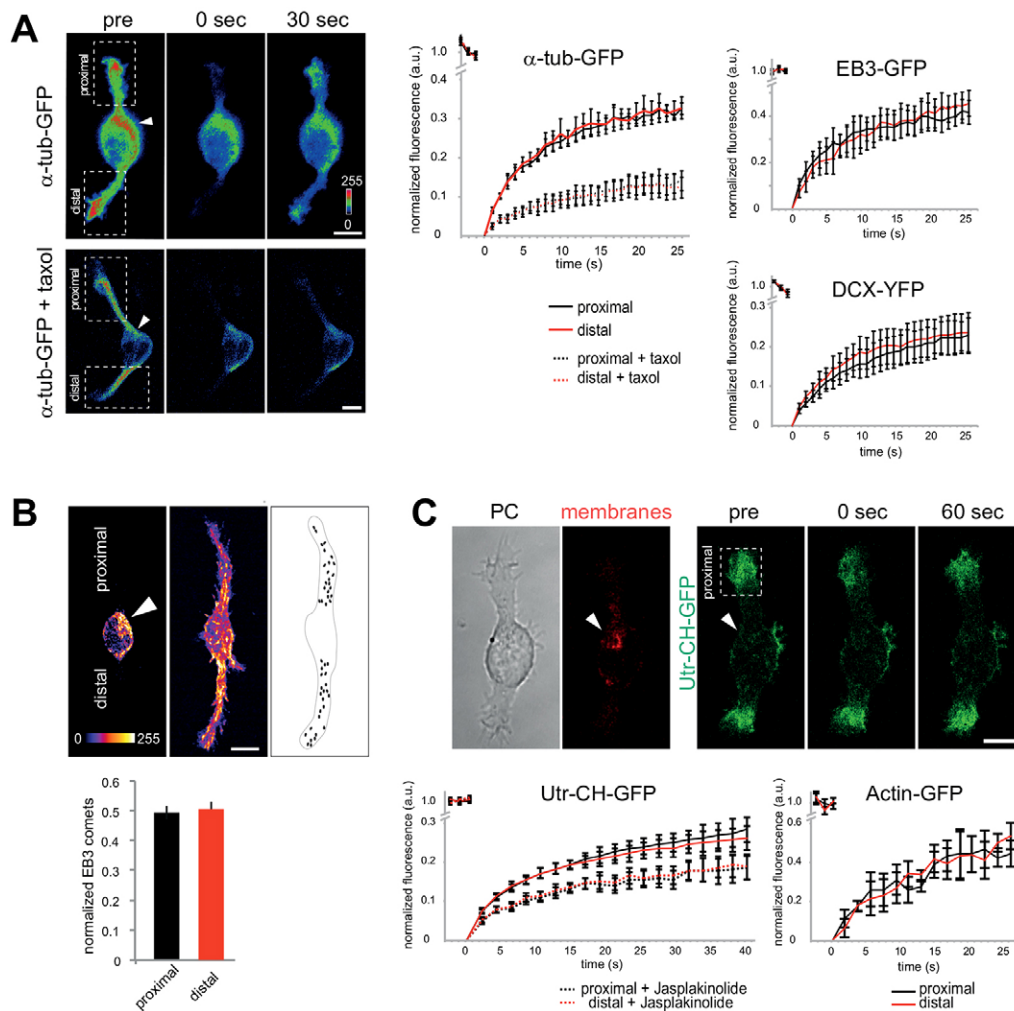 A
pre
0 sec
30 sec
α-tub-GFP
proximal
distal
255
0
α-tub-GFP + taxol
proximal
distal
α-tub-GFP
normalized fluorescence (a.u.)
1.0
0.3
0.2
0.1
0
0 5 10 15 20 25
time (s)
proximal
distal
proximal + taxol
distal + taxol
EB3-GFP
normalized fluorescence (a.u.)
1.0
0.4
0.2
0
0 5 10 15 20 25
time (s)
DCX-YFP
normalized fluorescence (a.u.)
1.0
0.3
0.2
0.1
0
0 5 10 15 20 25
time (s)
B
proximal
distal
0 255
normalized EB3 comets
0.6
0.5
0.4
0.3
0.2
0.1
0
proximal
distal
C
PC
membranes
pre
0 sec
60 sec
Utr-CH-GFP
proximal
Utr-CH-GFP
normalized fluorescence (a.u.)
1.0
0.4
0.2
0.1
0
0 5 10 15 20 25 30 35 40
time (s)
proximal + Jasplakinolide
distal + Jasplakinolide
Actin-GFP
normalized fluorescence (a.u.)
1.0
0.6
0.4
0.2
0
0 5 10 15 20 25
time (s)
proximal
distal